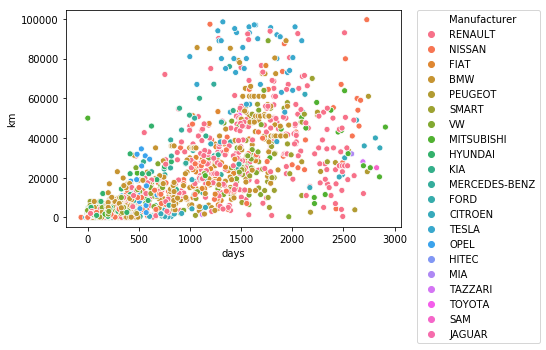 Manufacturer
RENAULT
NISSAN
FIAT
BMW
PEUGEOT
SMART
VW
MITSUBISHI
HYUNDAI
KIA
MERCEDES-BENZ
FORD
CITROEN
TESLA
OPEL
HITEC
MIA
TAZZARI
TOYOTA
SAM
JAGUAR
100000
80000
60000
40000
20000
0
km
0 500 1000 1500 2000 2500 3000
days